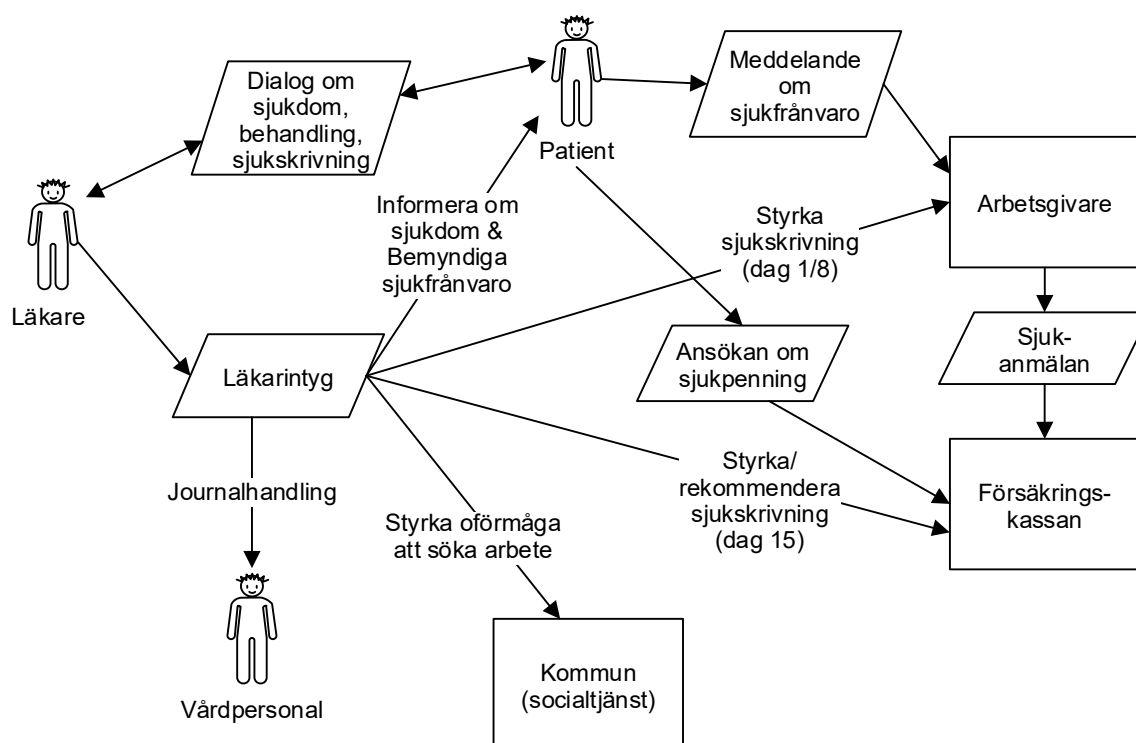 Dialog om
sjukdom,
behandling,
sjukskrivning
Patient
Meddelande
om
sjukfrånvaro
Läkare
Informera om
sjukdom &
Bemyndiga
sjukfrånvaro
Styrka
sjukskrivning
(dag 1/8)
Arbetsgivare
Läkarintyg
Ansökan om
sjukpenning
Sjuk-
anmälan
Journalhandling
Styrka oförmåga
att söka arbete
Styrka/
rekommendera
sjukskrivning
(dag 15)
Försäkrings-
kassan
Vårdpersonal
Kommun
(socialtjänst)